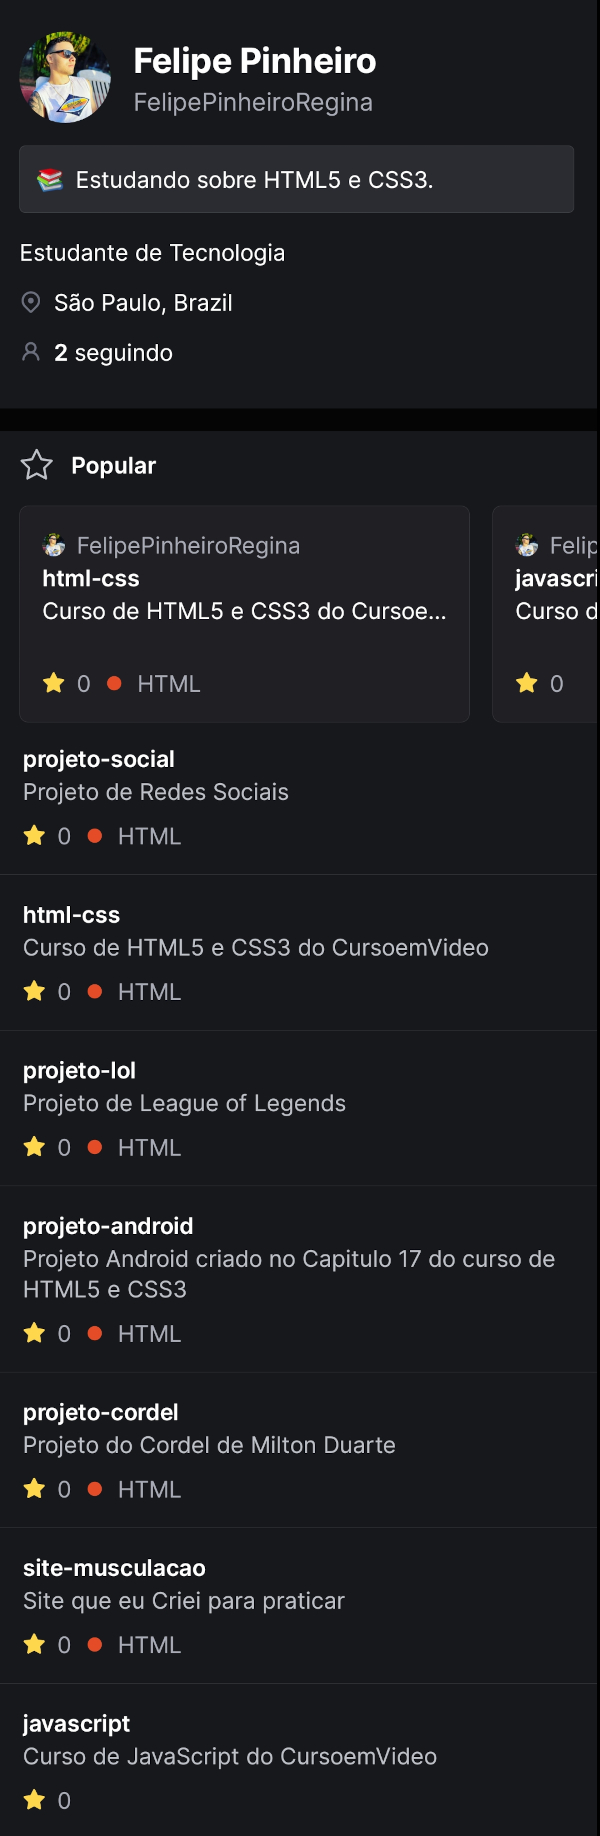 Felipe Pinheiro
FelipePinheiroRegina
Estudando sobre HTML5 e CSS3.
Estudante de Tecnologia
São Paulo, Brazil
2 seguindo
Popular
FelipePinheiroRegina
html-css
Curso de HTML5 e CSS3 do Cursoe...
0 HTML
Felip
javascri
Curso d
0
projeto-social
Projeto de Redes Sociais
0 HTML
html-css
Curso de HTML5 e CSS3 do CursoemVideo
0 HTML
projeto-lol
Projeto de League of Legends
0 HTML
projeto-android
Projeto Android criado no Capitulo 17 do curso de
HTML5 e CSS3
0 HTML
projeto-cordel
Projeto do Cordel de Milton Duarte
0 HTML
site-musculacao
Site que eu Criei para praticar
0 HTML
javascript
Curso de JavaScript do CursoemVideo
0